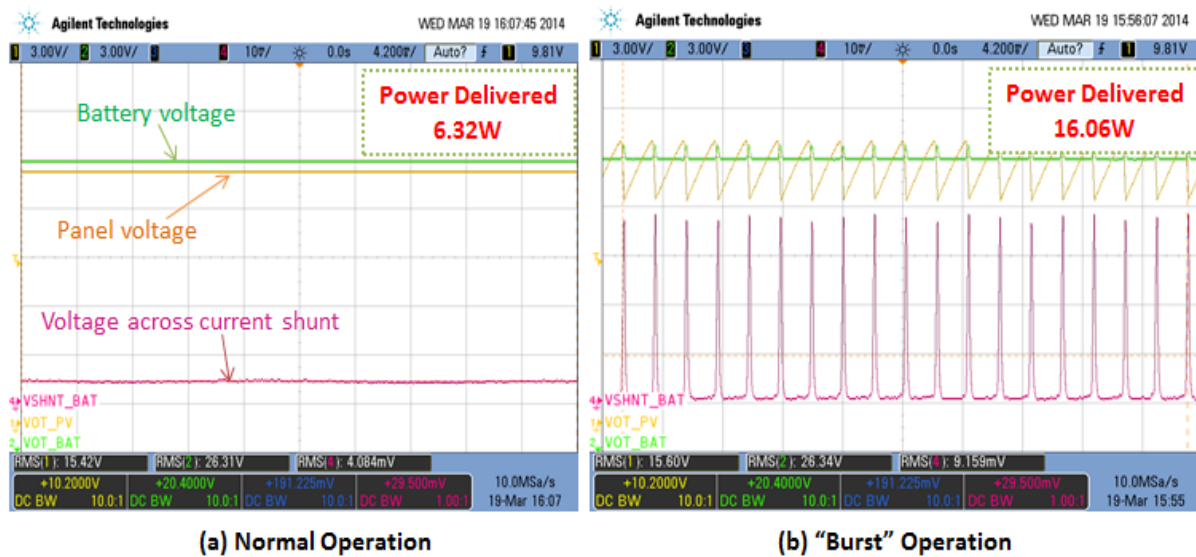 Agilent Technologies
WED MAR 19 16:07:45 2014
1 3.00V/ 2 3.00V/ 3 4 10▽/ 0.0s 4.200▽/ Auto? 1 9.81V
Power Delivered
6.32W
Battery voltage
Panel voltage
Voltage across current shunt
VSHNT_BAT
VOT_PV
VOT_BAT
RMS(1): 15.42V RMS(2): 26.31V RMS(4): 4.084mV
+10.2000V +20.4000V +191.225mV +29.500mV 10.0MSa/s
DC BW 10.0:1 DC BW 10.0:1 DC BW 10.0:1 DC BW 1.00:1 19-Mar 16:07
(a) Normal Operation
Agilent Technologies
WED MAR 19 15:56:07 2014
1 3.00V/ 2 3.00V/ 3 4 10▽/ 0.0s 4.200▽/ Auto? 1 9.81V
Power Delivered
16.06W
VSHNT_BAT
VOT_PV
VOT_BAT
RMS(1): 15.60V RMS(2): 26.34V RMS(4): 9.159mV
+10.2000V +20.4000V +191.225mV +29.500mV 10.0MSa/s
DC BW 10.0:1 DC BW 10.0:1 DC BW 10.0:1 DC BW 1.00:1 19-Mar 15:55
(b) “Burst” Operation